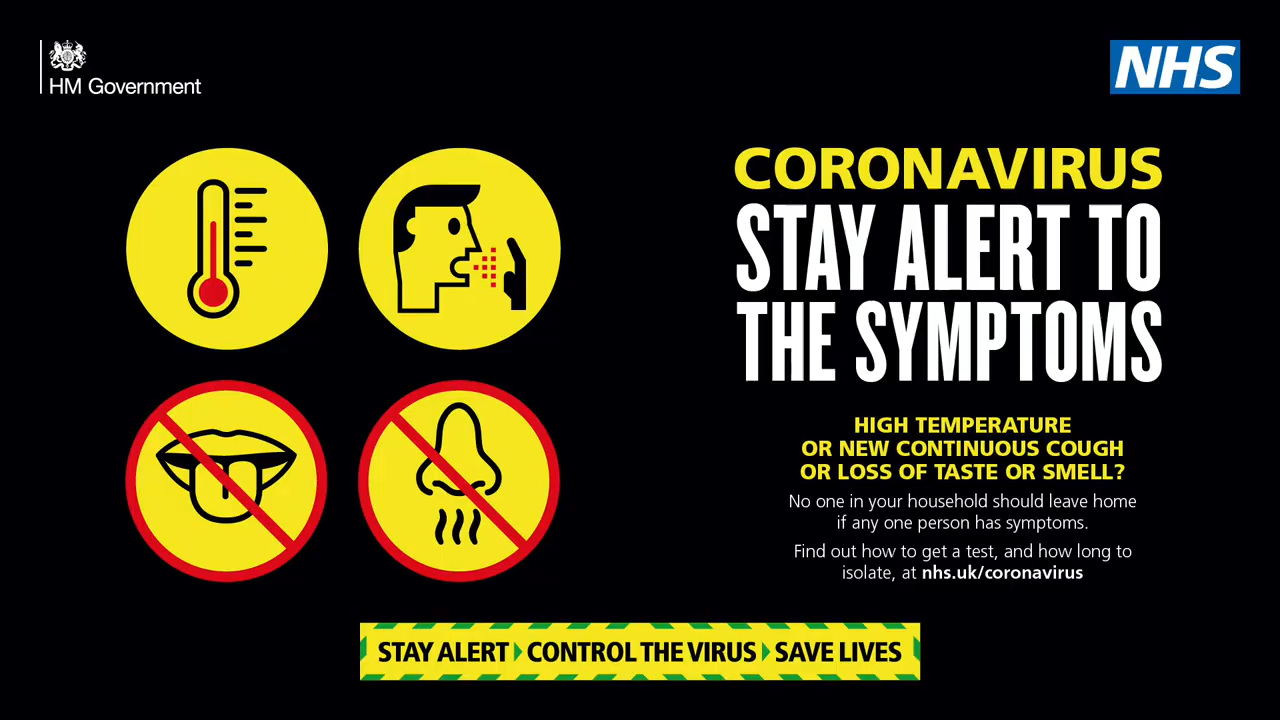 HM Government
NHS
CORONAVIRUS
STAY ALERT TO
THE SYMPTOMS
HIGH TEMPERATURE
OR NEW CONTINUOUS COUGH
OR LOSS OF TASTE OR SMELL?
No one in your household should leave home
if any one person has symptoms.
Find out how to get a test, and how long to
isolate, at nhs.uk/coronavirus
STAY ALERT CONTROL THE VIRUS SAVE LIVES